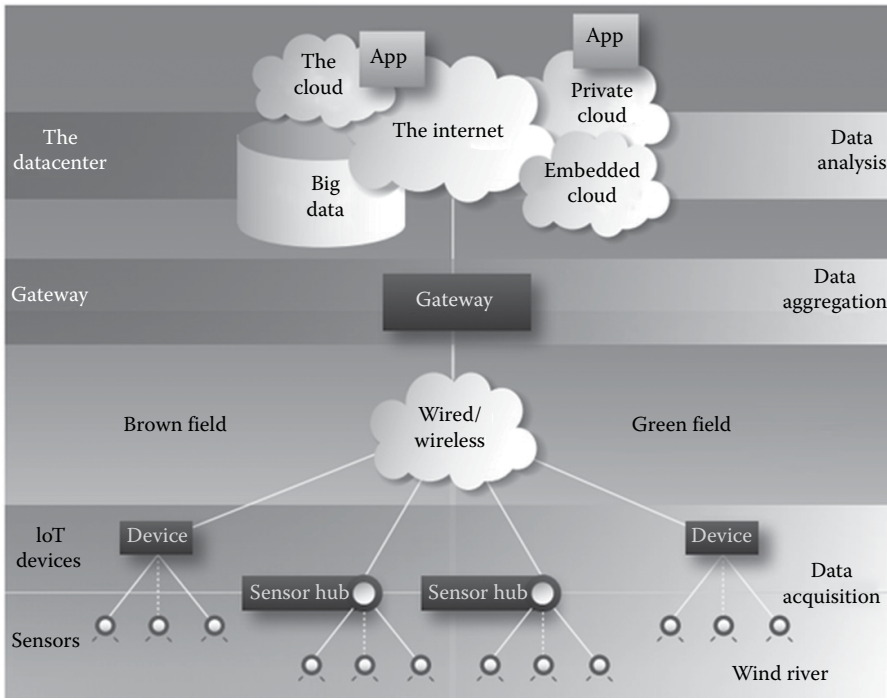 App
The
cloud
App
Private
cloud
The
datacenter
The internet
Data
analysis
Big
data
Embedded
cloud
Gateway
Gateway
Data
aggregation
Brown field
Wired/
wireless
Green field
IoT
devices
Device
Device
Sensor hub
Sensor hub
Data
acquisition
Sensors
Wind river